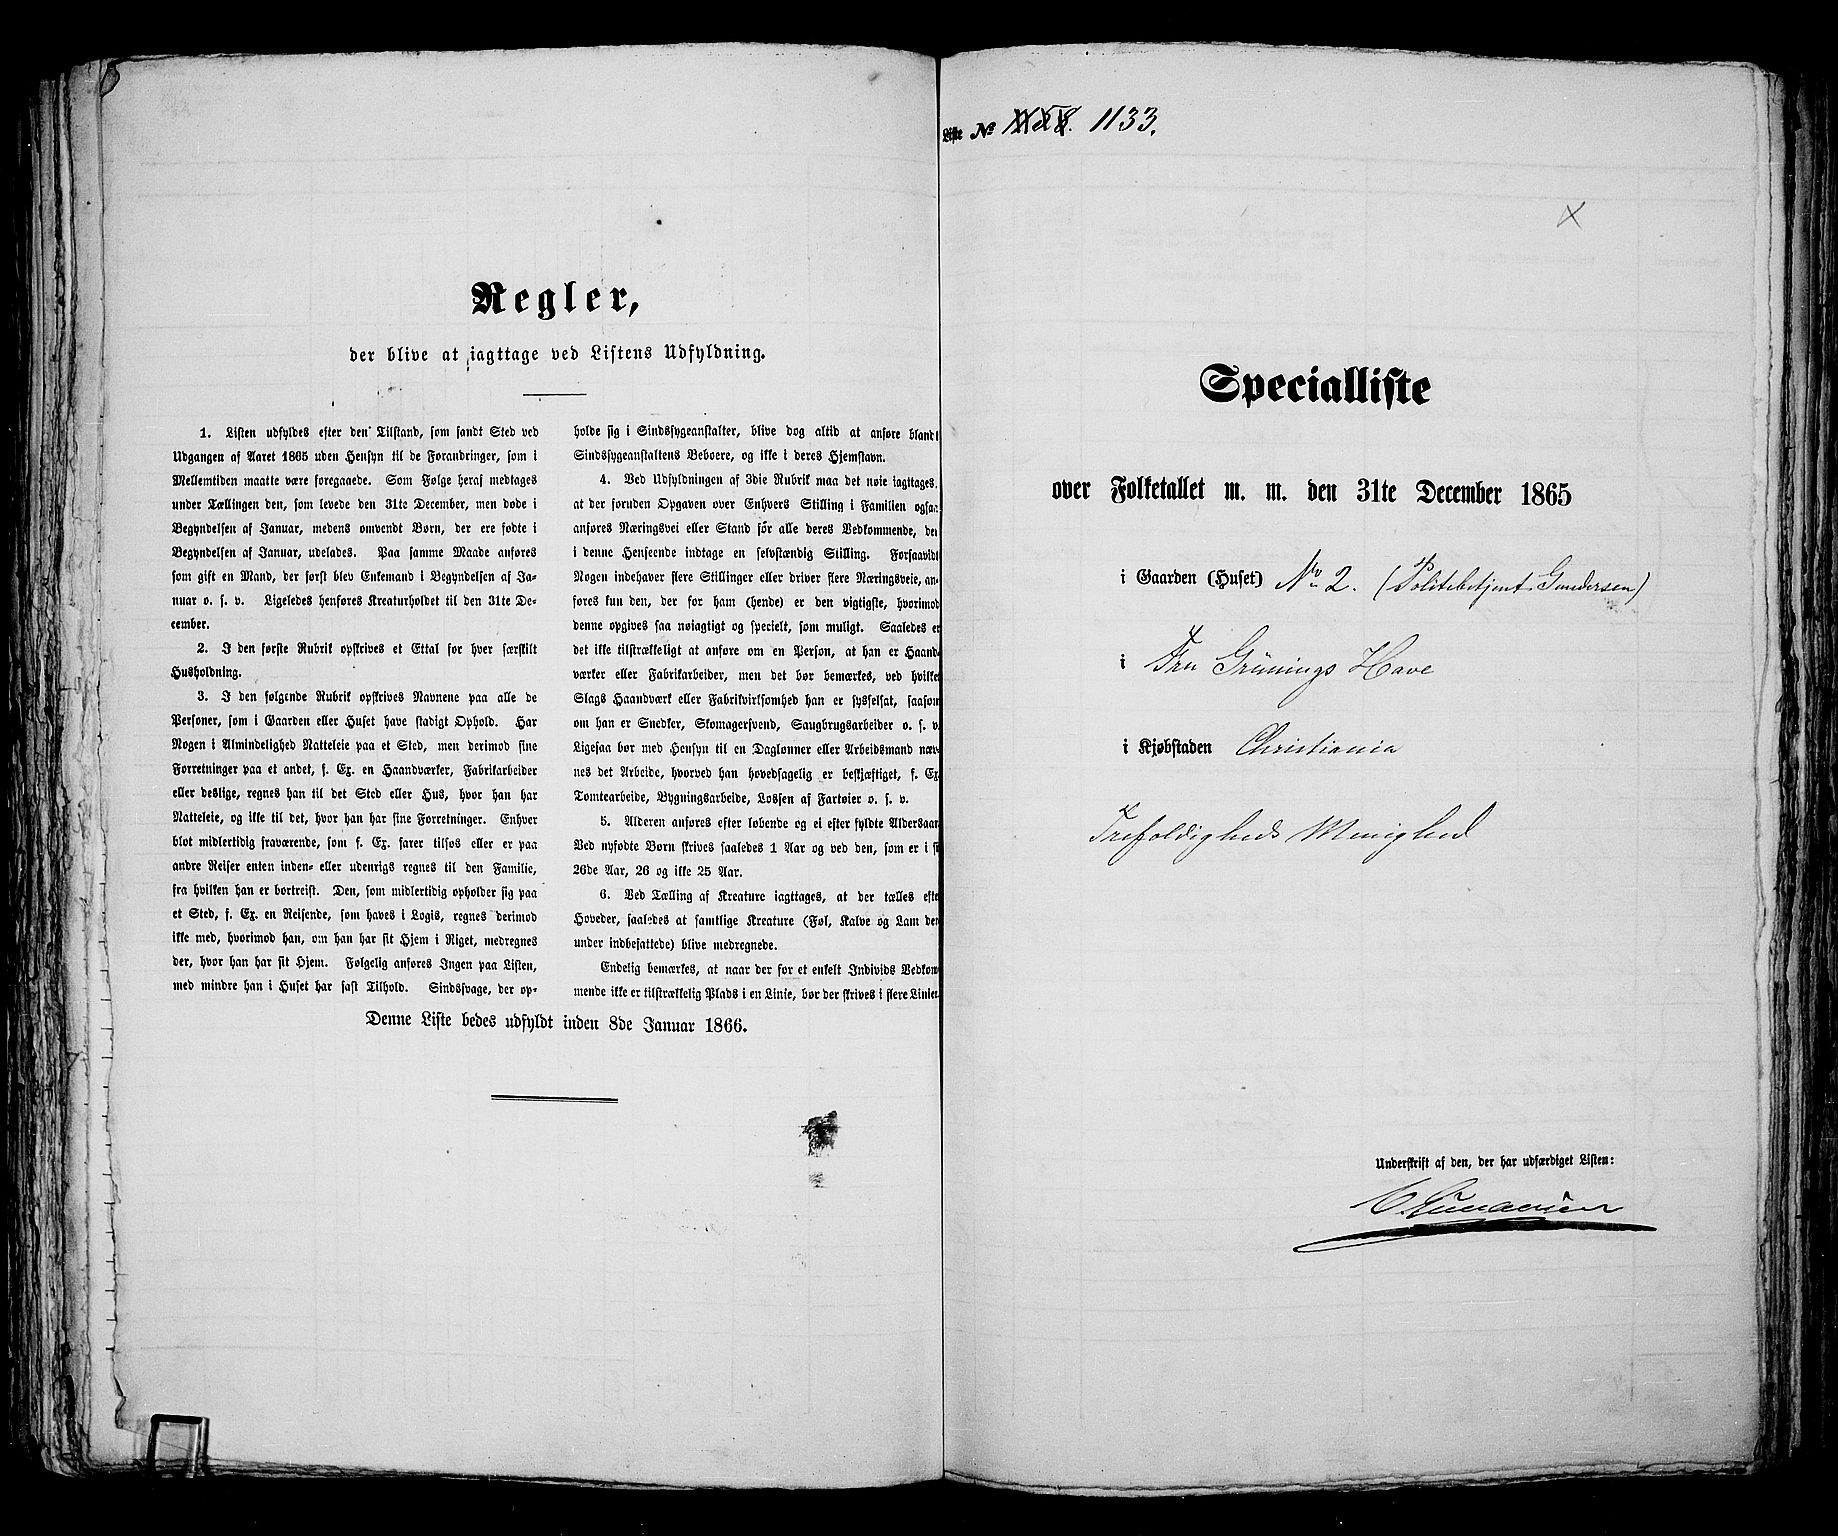 Regler,
der blive at iagttage ved Listens Udfyldning.
1. Listen udfyldes efter den Tilstand, som fandt Sted ved
Udgangen af Aaret 1865 uden Hensyn til de Forandringer, som i
Mellemtiden maatte være foregaaede. Som Følge heraf medtages
under Tællingen den, som levede den 31te December, men døde i
Begyndelsen af Januar, medens omvendt Børn, der ere fødte i
Begyndelsen af Januar, udelades. Paa samme Maade anføres
som gift en Mand, der først blev Enkemand i Begyndelsen af Ja-
nuar o. s. v. Ligeledes henføres Kreaturholdet til den 31te De-
cember.
2. I den første Rubrik opskrives et Ettal for hver særskilt
Husholdning.
3. I den følgende Rubrik opskrives Navnene paa alle de
Personer, som i Gaarden eller Huset have stadigt Ophold. Har
Nogen i Almindelighed Natteleie paa et Sted, men derimod sine
Forretninger paa et andet, f. Ex. en Haandværker, Fabrikarbeider
eller deslige, regnes han til det Sted eller Hus, hvor han har
Natteleie, og ikke til det, hvor han har sine Forretninger. Enhver
blot midlertidig fraværende, som f. Ex. farer tilsøs eller er paa
andre Reiser enten inden- eller udenrigs regnes til den Familie,
fra hvilken han er bortreist. Den, som midlertidig opholder sig paa
et Sted, f. Ex. en Reisende, som haves i Logis, regnes derimod
ikke med, hvorimod han, om han har sit Hjem i Riget, medregnes
der, hvor han har sit Hjem. Følgelig anføres Ingen paa Listen,
med mindre han i Huset har fast Tilhold. Sindssvage, der op-
holde sig i Sindssygeanstalter, blive dog altid at anføre blandt
Sindssygeanstaltens Beboere, og ikke i deres Hjemstavn.
4. Ved Udfyldningen af 3die Rubrik maa det nøie iagttages,
at der foruden Opgaven over Enhvers Stilling i Familien ogsaa
anføres Næringsvei eller Stand for alle deres Vedkommende, der
i denne Henseende indtage en selvstændig Stilling. Forsaavidt
Nogen indehaver flere Stillinger eller driver flere Næringsveie, an-
føres kun den, der for ham (hende) er den vigtigste, hvorimod
denne opgives saa nøiagtigt og specielt, som muligt. Saaledes er
det ikke tilstrækkeligt at anføre om en Person, at han er Haand-
værker eller Fabrikarbeider, men det bør bemærkes, ved hvilket
Slags Haandværk eller Fabrikvirksomhed han er sysselsat, saasom
om han er Snedker, Skomagersvend, Saugbrugsarbeider o. s. v.
Ligesaa bør med Hensyn til en Daglønner eller Arbeidsmand næv-
nes det Arbeide, hvorved han hovedsagelig er beskjæftiget, f. Ex.
Tomtearbeide, Bygningsarbeide, Lossen af Fartøier o. s. v.
5. Alderen anføres efter løbende og ei efter fyldte Aldersaar.
Ved nyfødte Børn skrives saaledes 1 Aar og ved den, som er i sit
26de Aar, 26 og ikke 25 Aar.
6. Ved Tælling af Kreature iagttages, at der tælles efter
Hoveder, saaledes at samtlige Kreature (Føl, Kalve og Lam der-
under indbefattede) blive medregnede.
Endelig bemærkes, at naar der for et enkelt Individs Vedkom-
mende ikke er tilstrækkelig Plads i en Linie, bør der skrives i flere Linier.
Denne Liste bedes udfyldt inden 8de Januar 1866.
Liste No 1133.
X
Specialliste
over Folketallet m. m. den 31te December 1865
i Gaarden (Huset) No 2. (Politibetjent Gundersen)
i Fru Grünings Have
i Kjøbstaden Christiania
Trefoldigheds Menighed
Underskrift af den, der har udfærdiget Listen: